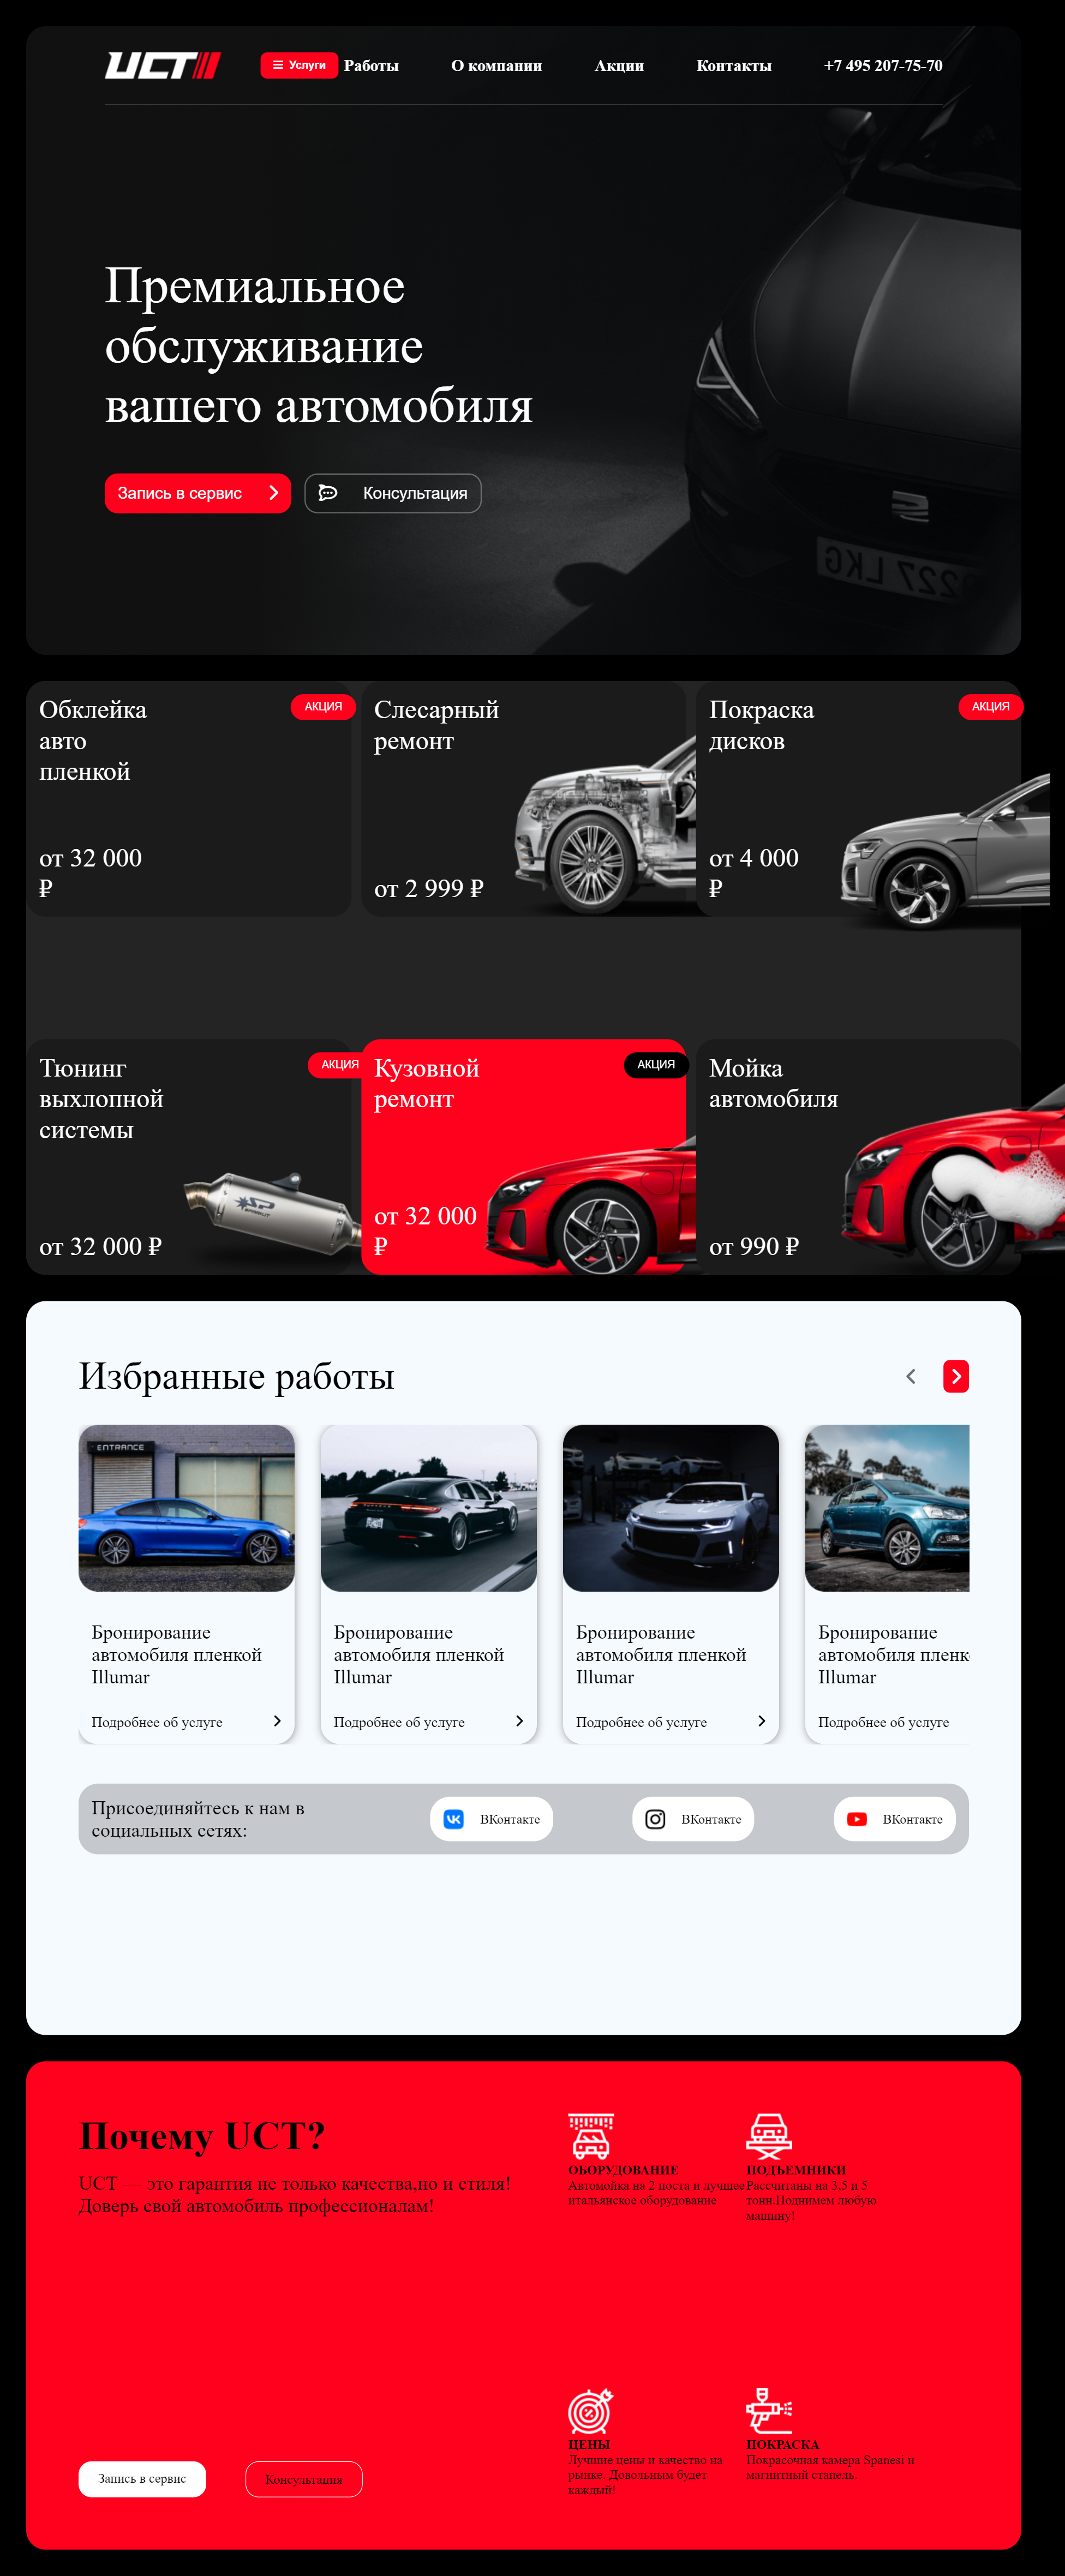 UCT
Услуги
Работы
О компании
Акции
Контакты
+7 495 207-75-70
Премиальное
обслуживание
вашего автомобиля
Запись в сервис
Консультация
Обклейка
авто
пленкой
АКЦИЯ
от 32 000
₽
Слесарный
ремонт
от 2 999 ₽
Покраска
дисков
АКЦИЯ
от 4 000
₽
Тюнинг
выхлопной
системы
АКЦИЯ
от 32 000 ₽
Кузовной
ремонт
АКЦИЯ
от 32 000
₽
Мойка
автомобиля
от 990 ₽
Избранные работы
ENTRANCE
Бронирование
автомобиля пленкой
Illumar
Подробнее об услуге
Бронирование
автомобиля пленкой
Illumar
Подробнее об услуге
Бронирование
автомобиля пленкой
Illumar
Подробнее об услуге
Бронирование
автомобиля пленк
Illumar
Подробнее об услуге
Присоединяйтесь к нам в
социальных сетях:
ВКонтакте
ВКонтакте
ВКонтакте
Почему UCT?
UCT — это гарантия не только качества,но и стиля!
Доверь свой автомобиль профессионалам!
Запись в сервис
Консультация
ОБОРУДОВАНИЕ
Автомойка на 2 поста и лучшее
итальянское оборудование
ПОДЪЕМНИКИ
Рассчитаны на 3,5 и 5
тонн.Поднимем любую
машину!
ЦЕНЫ
Лучшие цены и качество на
рынке. Довольным будет
каждый!
ПОКРАСКА
Покрасочная камера Spanesi и
магнитный стапель.